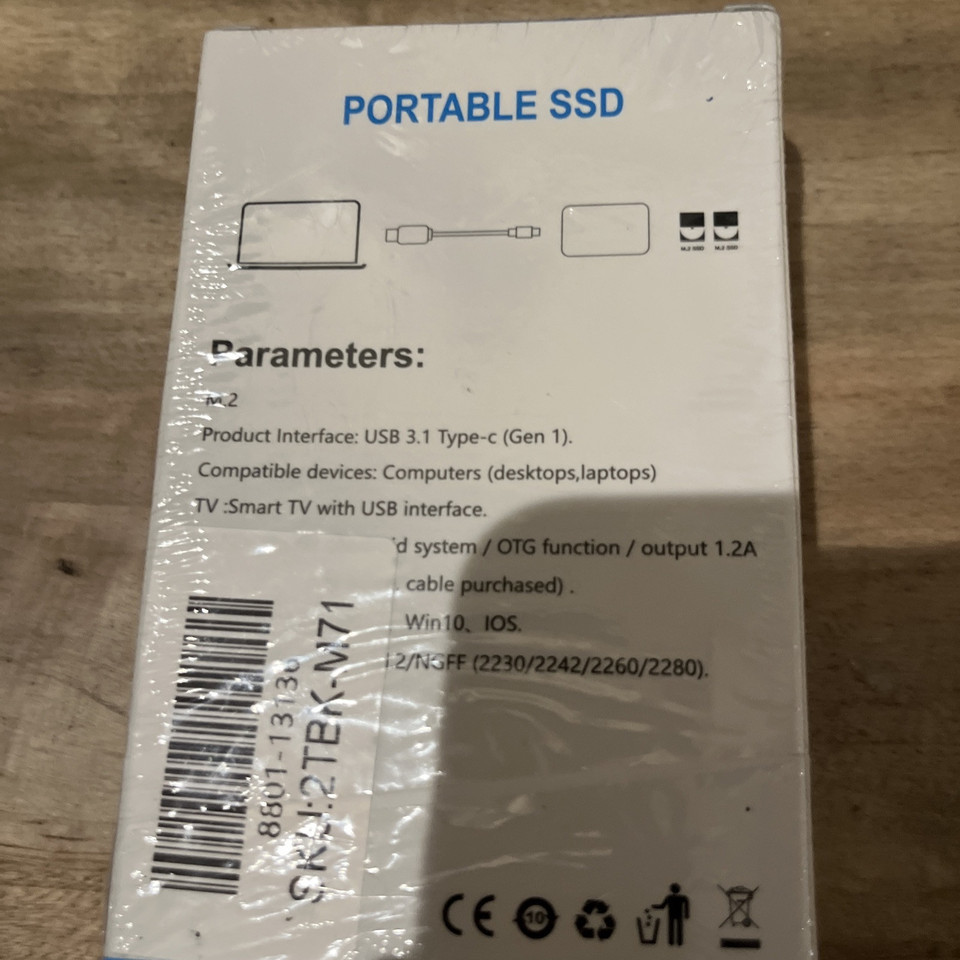 PORTABLE SSD
M.2 SSD M.2 SSD
Parameters:
M.2
Product Interface: USB 3.1 Type-c (Gen 1).
Compatible devices: Computers (desktops,laptops)
TV :Smart TV with USB interface.
system / OTG function / output 1.2A
cable purchased) .
Win10、IOS.
2/NGFF (2230/2242/2260/2280).
SKU:2TBK-M71
CE
10